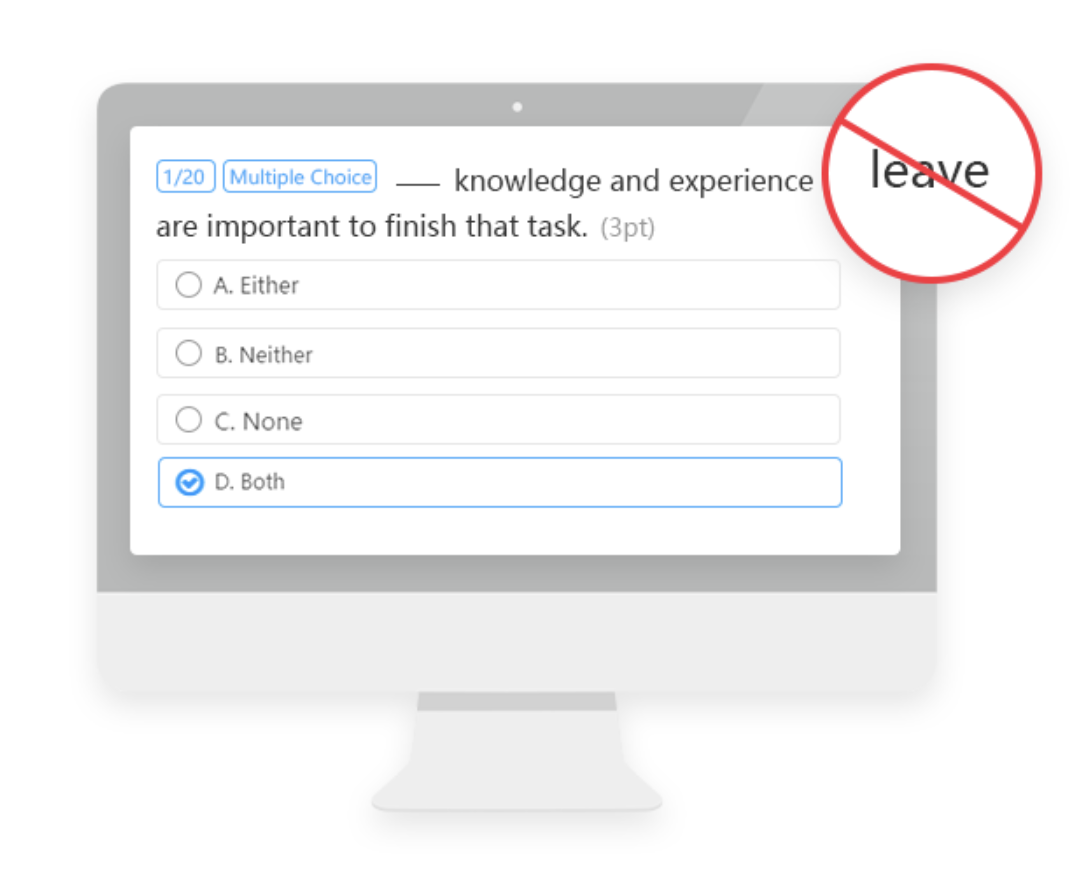 1/20 Multiple Choice ___ knowledge and experience
are important to finish that task. (3pt)
leave
A. Either
B. Neither
C. None
D. Both